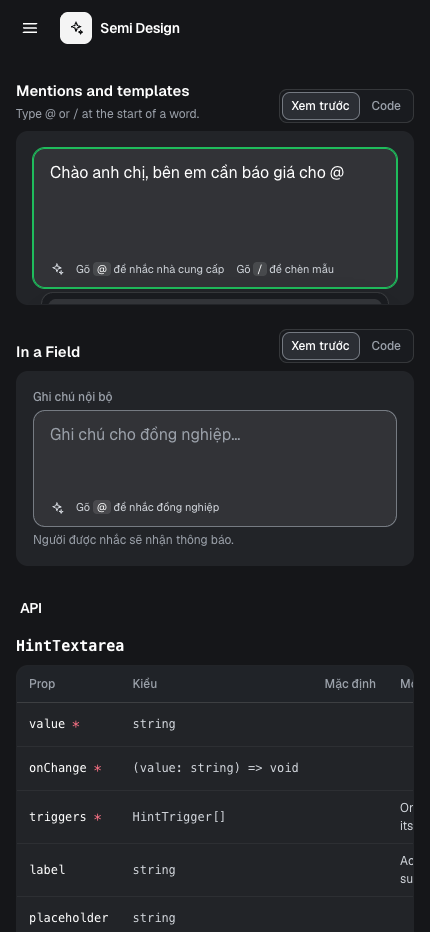 Semi Design
Mentions and templates
Type @ or / at the start of a word.
Xem trước
Code
Chào anh chị, bên em cần báo giá cho @
Gõ @ để nhắc nhà cung cấp Gõ / để chèn mẫu
In a Field
Xem trước
Code
Ghi chú nội bộ
Ghi chú cho đồng nghiệp…
Gõ @ để nhắc đồng nghiệp
Người được nhắc sẽ nhận thông báo.
API
HintTextarea
Prop Kiểu Mặc định
value * string
onChange * (value: string) => void
triggers * HintTrigger[]
label string
placeholder string